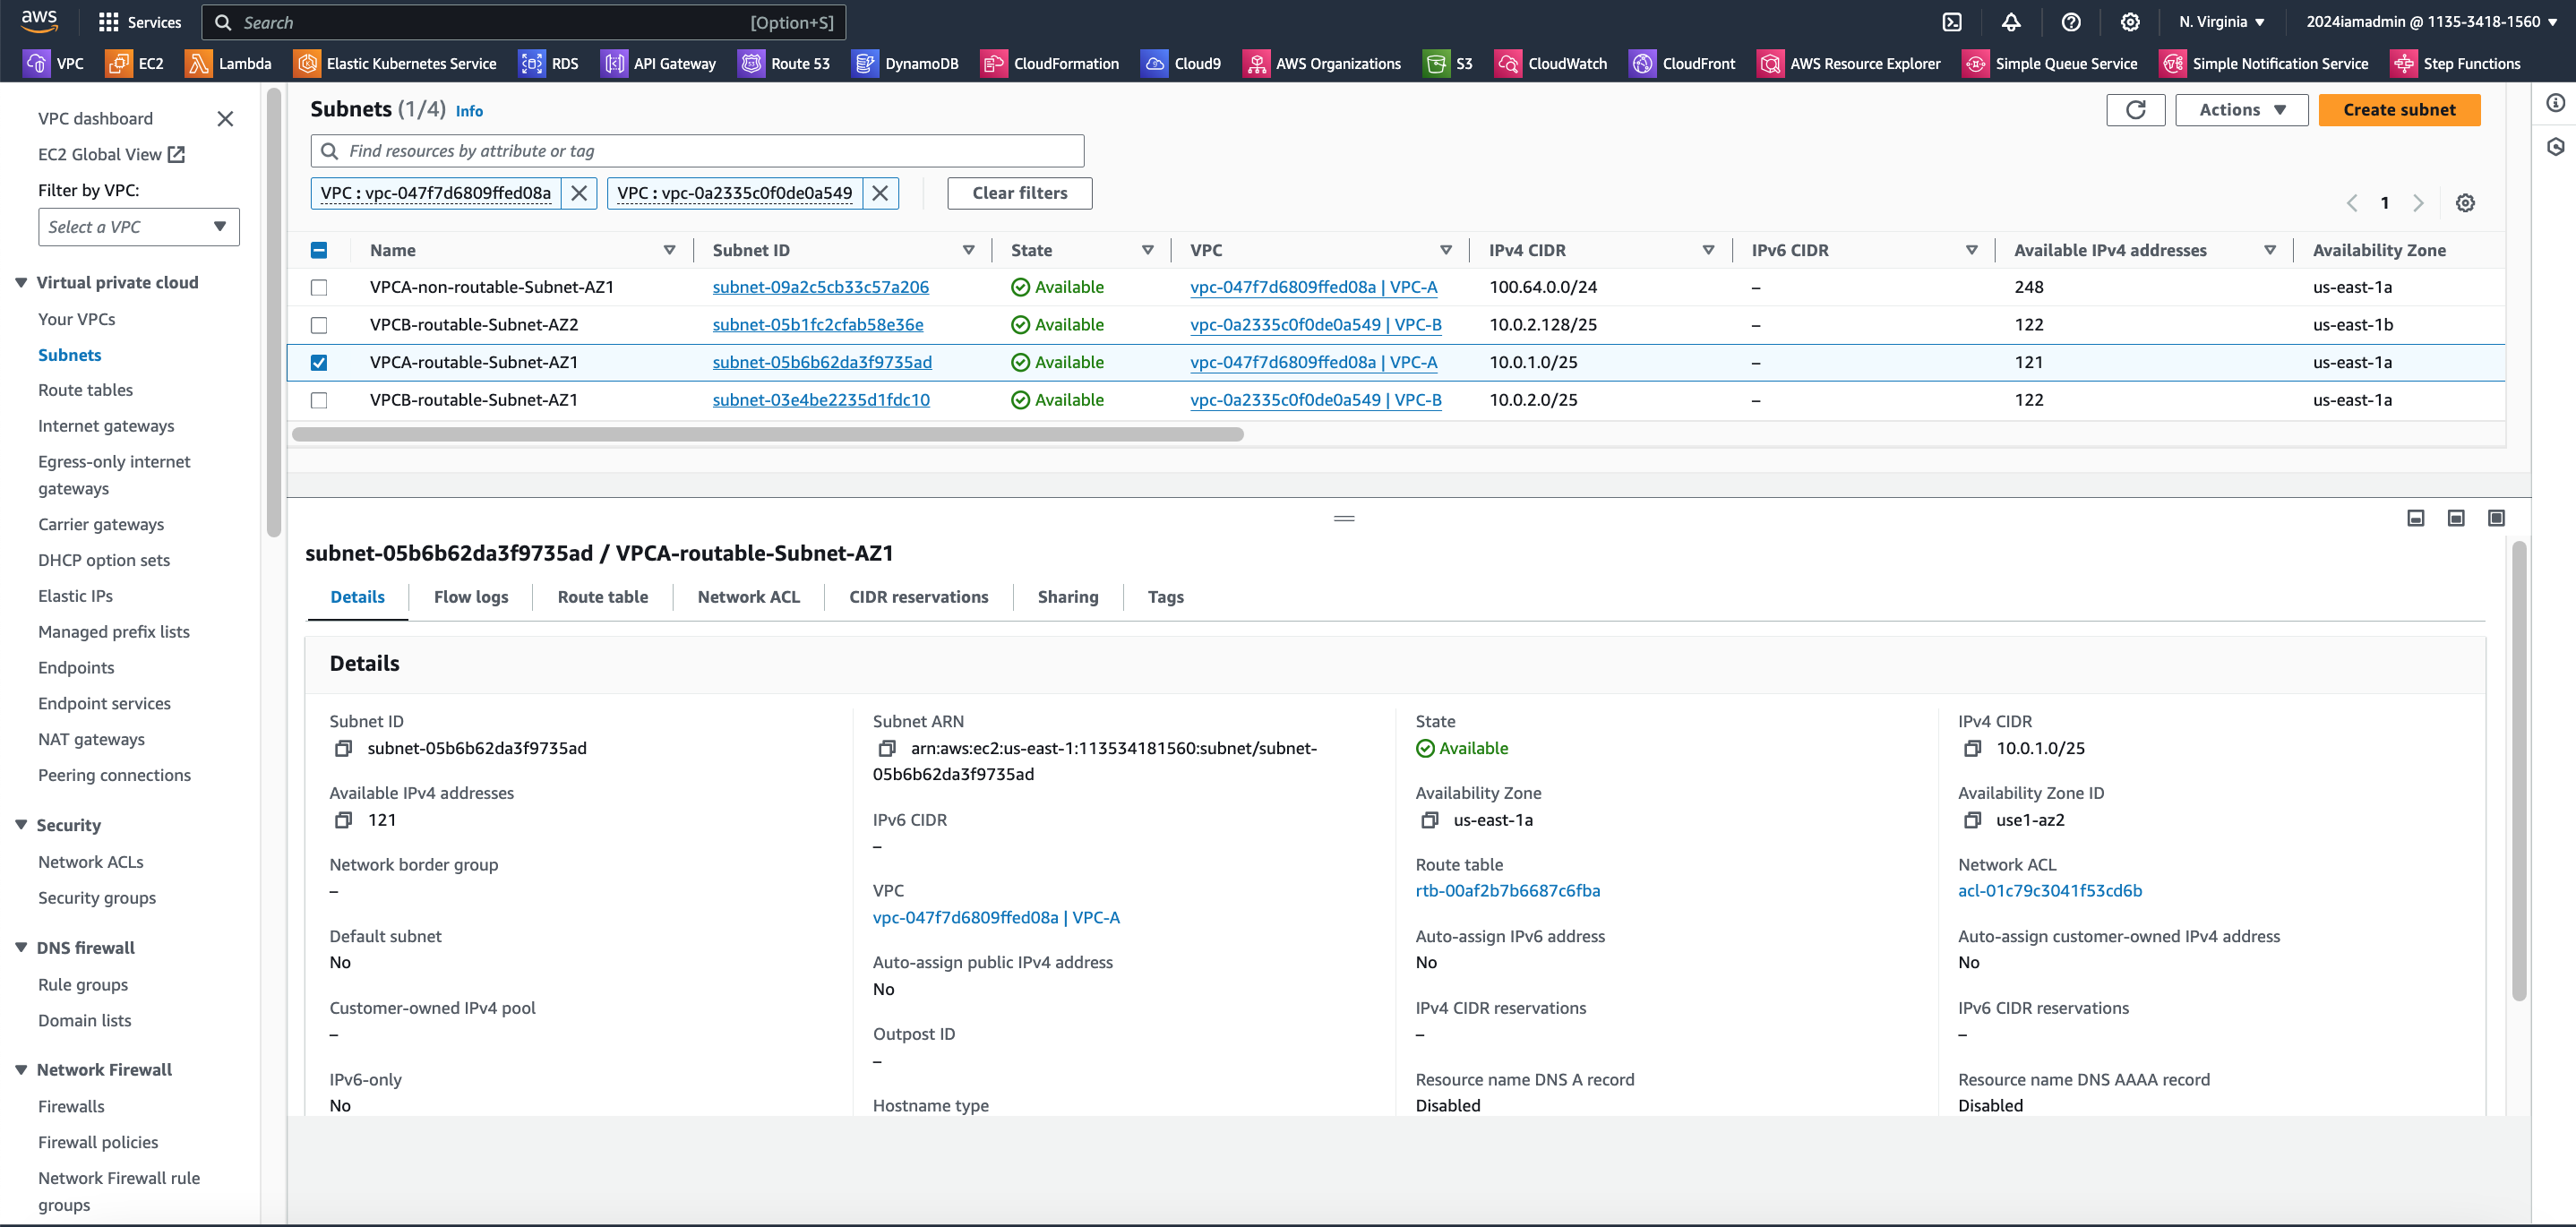 aws
Services
Search
[Option+S]
N. Virginia
2024iamadmin @ 1135-3418-1560
VPC
EC2
Lambda
Elastic Kubernetes Service
RDS
API Gateway
Route 53
DynamoDB
CloudFormation
Cloud9
AWS Organizations
S3
CloudWatch
CloudFront
AWS Resource Explorer
Simple Queue Service
Simple Notification Service
Step Functions
VPC dashboard
EC2 Global View
Filter by VPC:
Select a VPC
Virtual private cloud
Your VPCs
Subnets
Route tables
Internet gateways
Egress-only internet
gateways
Carrier gateways
DHCP option sets
Elastic IPs
Managed prefix lists
Endpoints
Endpoint services
NAT gateways
Peering connections
Security
Network ACLs
Security groups
DNS firewall
Rule groups
Domain lists
Network Firewall
Firewalls
Firewall policies
Network Firewall rule
groups
Subnets (1/4) Info
Actions
Create subnet
Find resources by attribute or tag
VPC : vpc-047f7d6809ffed08a
VPC : vpc-0a2335c0f0de0a549
Clear filters
1
Name Subnet ID State VPC IPv4 CIDR IPv6 CIDR Available IPv4 addresses Availability Zone
VPCA-non-routable-Subnet-AZ1 subnet-09a2c5cb33c57a206 Available vpc-047f7d6809ffed08a | VPC-A 100.64.0.0/24 – 248 us-east-1a
VPCB-routable-Subnet-AZ2 subnet-05b1fc2cfab58e36e Available vpc-0a2335c0f0de0a549 | VPC-B 10.0.2.128/25 – 122 us-east-1b
VPCA-routable-Subnet-AZ1 subnet-05b6b62da3f9735ad Available vpc-047f7d6809ffed08a | VPC-A 10.0.1.0/25 – 121 us-east-1a
VPCB-routable-Subnet-AZ1 subnet-03e4be2235d1fdc10 Available vpc-0a2335c0f0de0a549 | VPC-B 10.0.2.0/25 – 122 us-east-1a
subnet-05b6b62da3f9735ad / VPCA-routable-Subnet-AZ1
Details Flow logs Route table Network ACL CIDR reservations Sharing Tags
Details
Subnet ID
subnet-05b6b62da3f9735ad
Available IPv4 addresses
121
Network border group
–
Default subnet
No
Customer-owned IPv4 pool
–
IPv6-only
No
Subnet ARN
arn:aws:ec2:us-east-1:113534181560:subnet/subnet-
05b6b62da3f9735ad
IPv6 CIDR
–
VPC
vpc-047f7d6809ffed08a | VPC-A
Auto-assign public IPv4 address
No
Outpost ID
–
Hostname type
State
Available
Availability Zone
us-east-1a
Route table
rtb-00af2b7b6687c6fba
Auto-assign IPv6 address
No
IPv4 CIDR reservations
–
Resource name DNS A record
Disabled
IPv4 CIDR
10.0.1.0/25
Availability Zone ID
use1-az2
Network ACL
acl-01c79c3041f53cd6b
Auto-assign customer-owned IPv4 address
No
IPv6 CIDR reservations
–
Resource name DNS AAAA record
Disabled